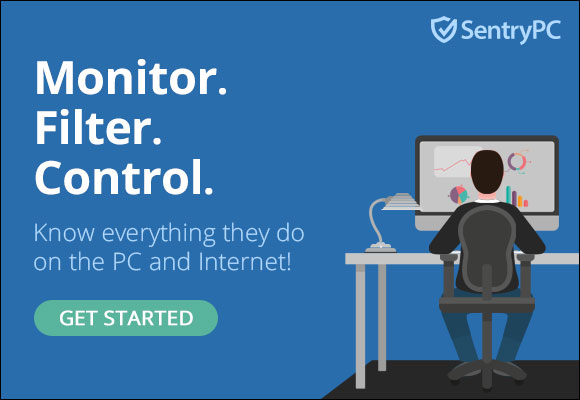 SentryPC
Monitor.
Filter.
Control.
Know everything they do
on the PC and Internet!
GET STARTED